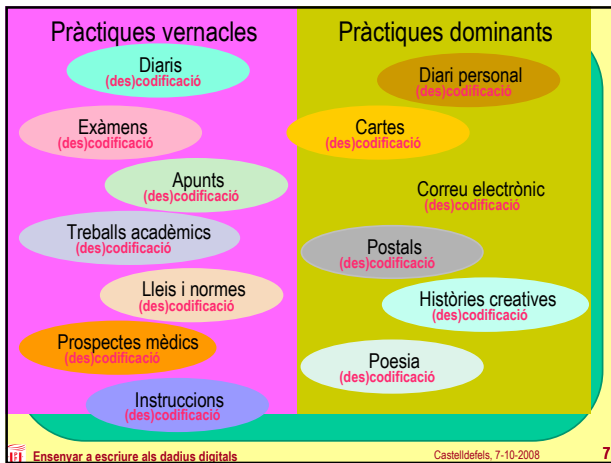 Pràctiques vernacles
Diaris
(des)codificació
Exàmens
(des)codificació
Apunts
(des)codificació
Treballs acadèmics
(des)codificació
Lleis i normes
(des)codificació
Prospectes mèdics
(des)codificació
Instruccions
(des)codificació
Pràctiques dominants
Diari personal
(des)codificació
Cartes
(des)codificació
Correu electrònic
(des)codificació
Postals
(des)codificació
Històries creatives
(des)codificació
Poesia
(des)codificació
Ensenyar a escriure als dadius digitals
Castelldefels, 7-10-2008
7